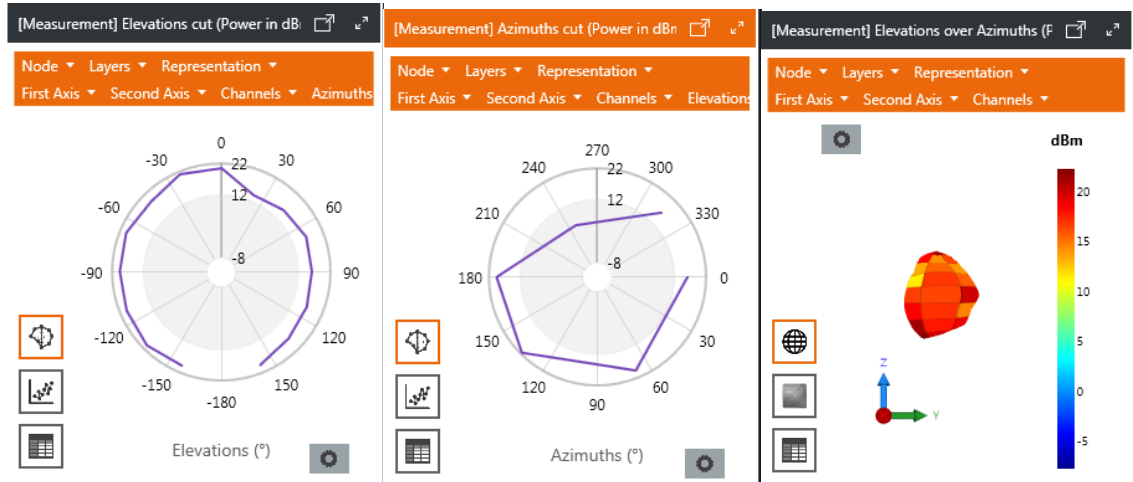 [Measurement] Elevations cut (Power in dB
Node Layers Representation
First Axis Second Axis Channels Azimuths
0
-30 30
22
12
-60 60
-8
-90 90
-120 120
-150 150
-180
Elevations (°)
[Measurement] Azimuths cut (Power in dBm
Node Layers Representation
First Axis Second Axis Channels Elevations
270
240 300
22
12
210 330
-8
180 0
150 30
120 60
90
Azimuths (°)
[Measurement] Elevations over Azimuths (P
Node Layers Representation
First Axis Second Axis Channels
dBm
20
15
10
5
0
-5
Z
Y